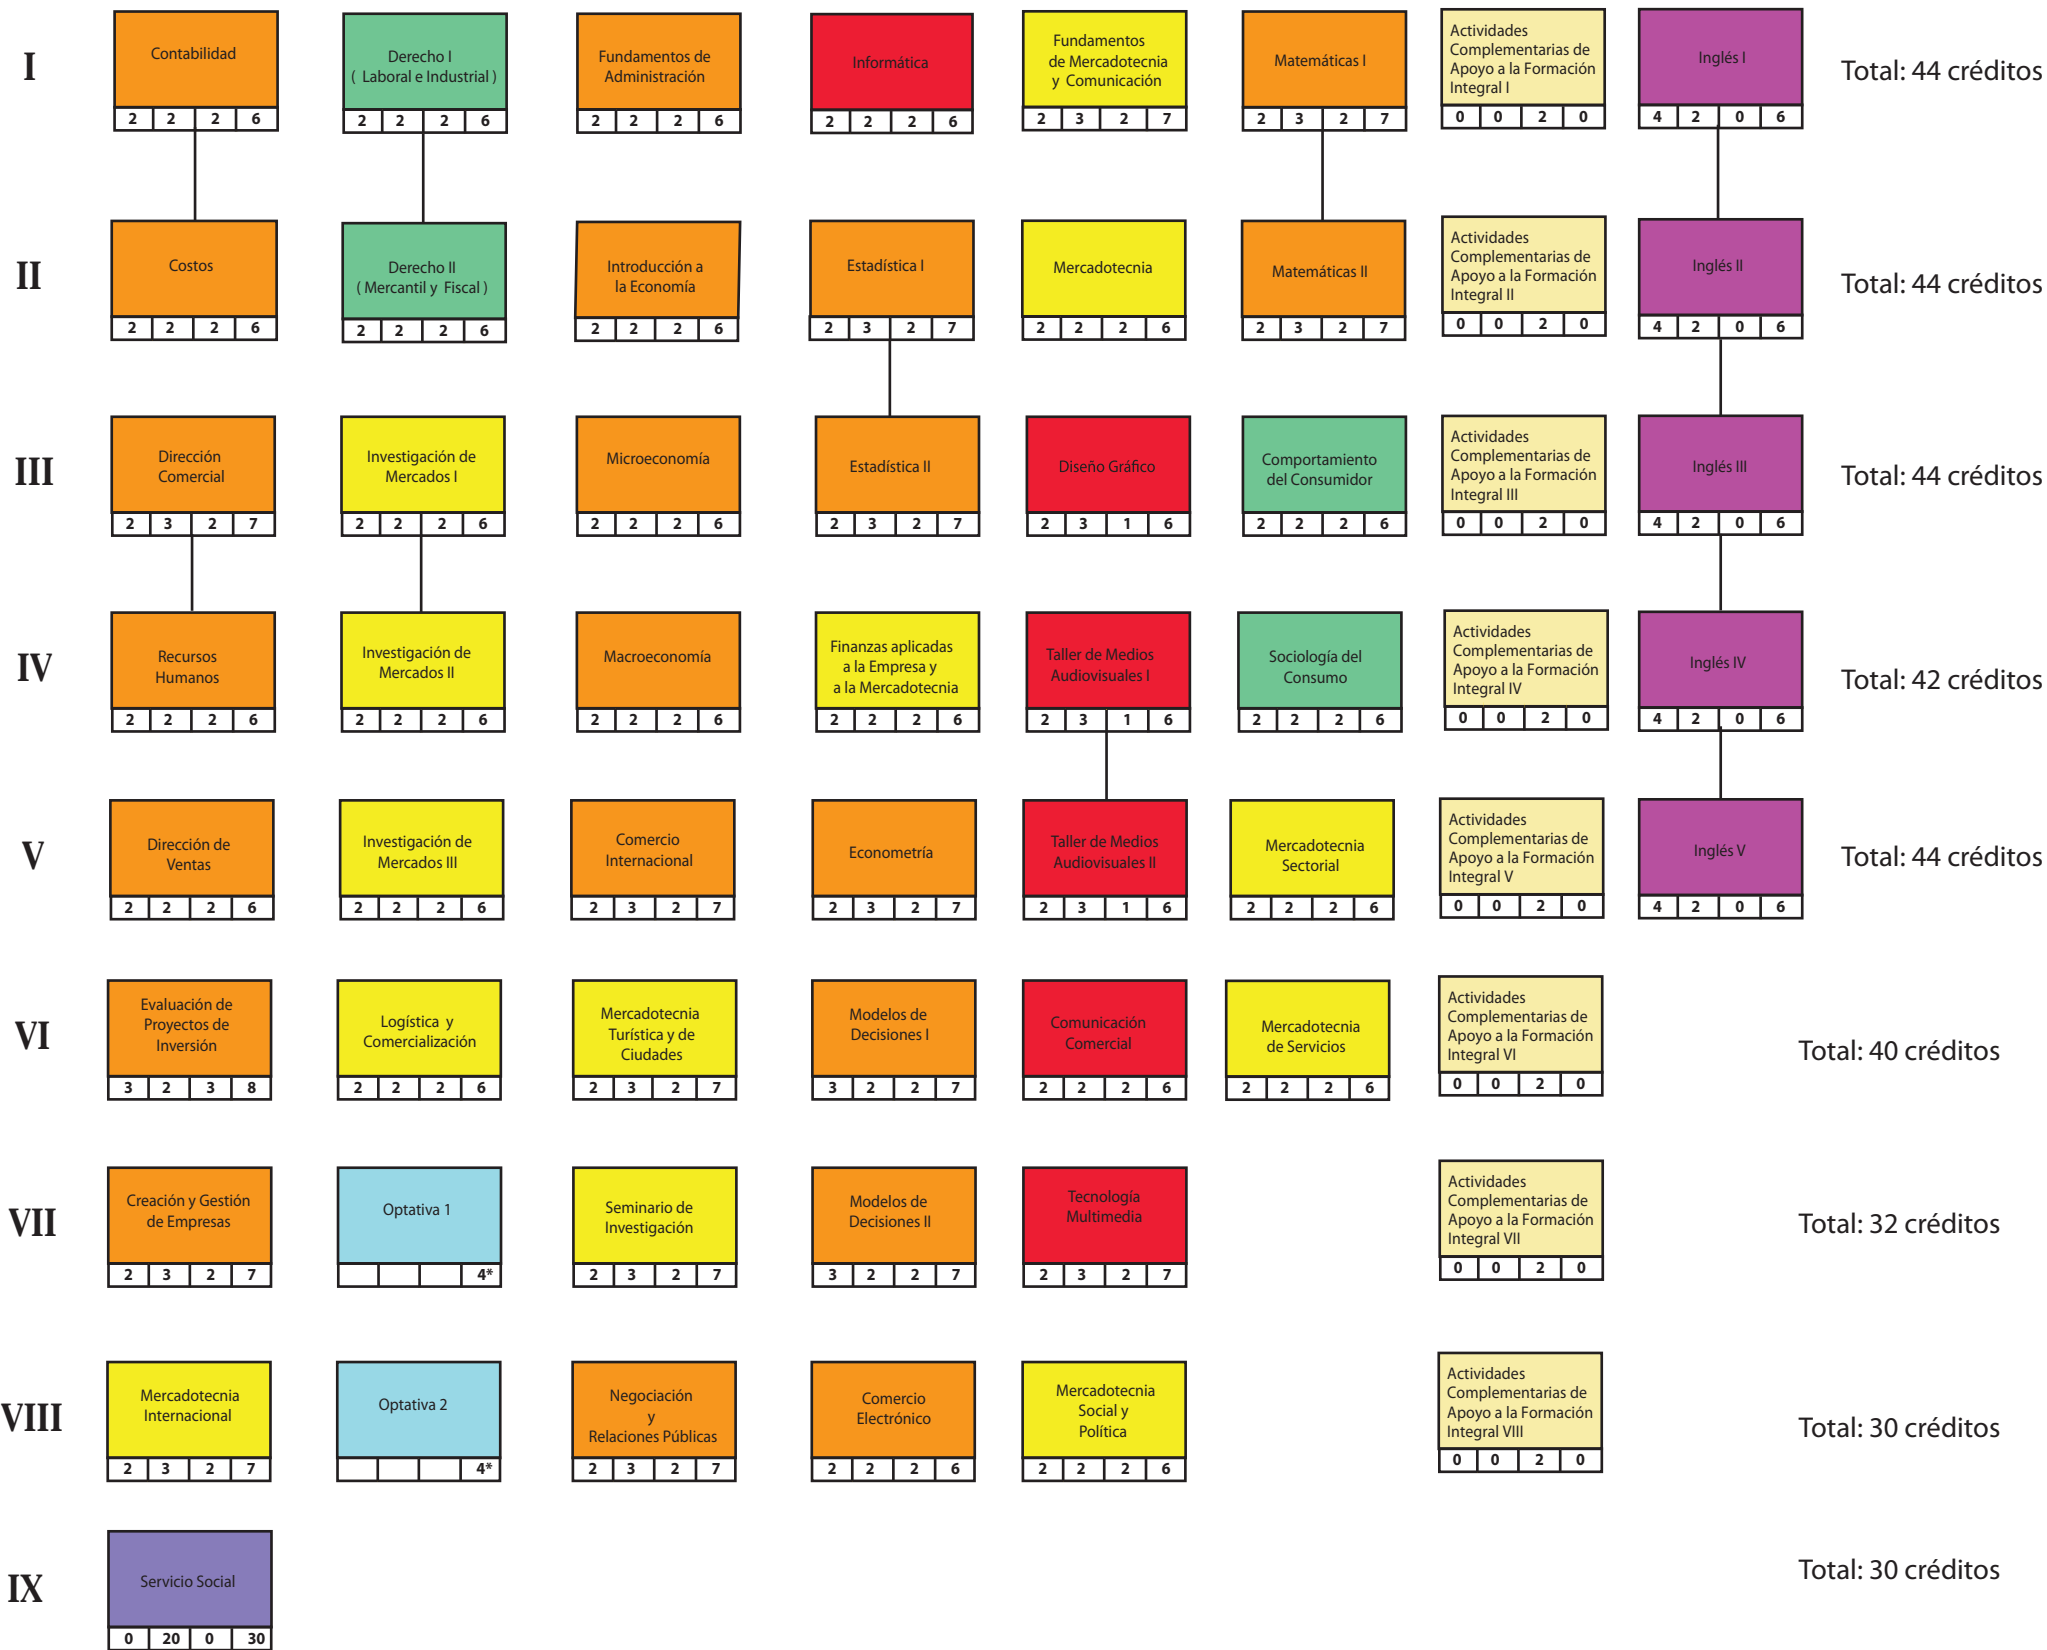 I
Contabilidad
2 2 2 6
Derecho I
( Laboral e Industrial )
2 2 2 6
Fundamentos de
Administración
2 2 2 6
Informática
2 2 2 6
Fundamentos
de Mercadotecnia
y Comunicación
2 3 2 7
Matemáticas I
2 3 2 7
Actividades
Complementarias de
Apoyo a la Formación
Integral I
0 0 2 0
Inglés I
4 2 0 6
Total: 44 créditos
II
Costos
2 2 2 6
Derecho II
( Mercantil y Fiscal )
2 2 2 6
Introducción a
la Economía
2 2 2 6
Estadística I
2 3 2 7
Mercadotecnia
2 2 2 6
Matemáticas II
2 3 2 7
Actividades
Complementarias de
Apoyo a la Formación
Integral II
0 0 2 0
Inglés II
4 2 0 6
Total: 44 créditos
III
Dirección
Comercial
2 3 2 7
Investigación de
Mercados I
2 2 2 6
Microeconomía
2 2 2 6
Estadística II
2 3 2 7
Diseño Gráfico
2 3 1 6
Comportamiento
del Consumidor
2 2 2 6
Actividades
Complementarias de
Apoyo a la Formación
Integral III
0 0 2 0
Inglés III
4 2 0 6
Total: 44 créditos
IV
Recursos
Humanos
2 2 2 6
Investigación de
Mercados II
2 2 2 6
Macroeconomía
2 2 2 6
Finanzas aplicadas
a la Empresa y
a la Mercadotecnia
2 2 2 6
Taller de Medios
Audiovisuales I
2 3 1 6
Sociología del
Consumo
2 2 2 6
Actividades
Complementarias de
Apoyo a la Formación
Integral IV
0 0 2 0
Inglés IV
4 2 0 6
Total: 42 créditos
V
Dirección de
Ventas
2 2 2 6
Investigación de
Mercados III
2 2 2 6
Comercio
Internacional
2 3 2 7
Econometría
2 3 2 7
Taller de Medios
Audiovisuales II
2 3 1 6
Mercadotecnia
Sectorial
2 2 2 6
Actividades
Complementarias de
Apoyo a la Formación
Integral V
0 0 2 0
Inglés V
4 2 0 6
Total: 44 créditos
VI
Evaluación de
Proyectos de
Inversión
3 2 3 8
Logística y
Comercialización
2 2 2 6
Mercadotecnia
Turística y de
Ciudades
2 3 2 7
Modelos de
Decisiones I
3 2 2 7
Comunicación
Comercial
2 2 2 6
Mercadotecnia
de Servicios
2 2 2 6
Actividades
Complementarias de
Apoyo a la Formación
Integral VI
0 0 2 0
Total: 40 créditos
VII
Creación y Gestión
de Empresas
2 3 2 7
Optativa 1
4*
Seminario de
Investigación
2 3 2 7
Modelos de
Decisiones II
3 2 2 7
Tecnología
Multimedia
2 3 2 7
Actividades
Complementarias de
Apoyo a la Formación
Integral VII
0 0 2 0
Total: 32 créditos
VIII
Mercadotecnia
Internacional
2 3 2 7
Optativa 2
4*
Negociación
y
Relaciones Públicas
2 3 2 7
Comercio
Electrónico
2 2 2 6
Mercadotecnia
Social y
Política
2 2 2 6
Actividades
Complementarias de
Apoyo a la Formación
Integral VIII
0 0 2 0
Total: 30 créditos
IX
Servicio Social
0 20 0 30
Total: 30 créditos